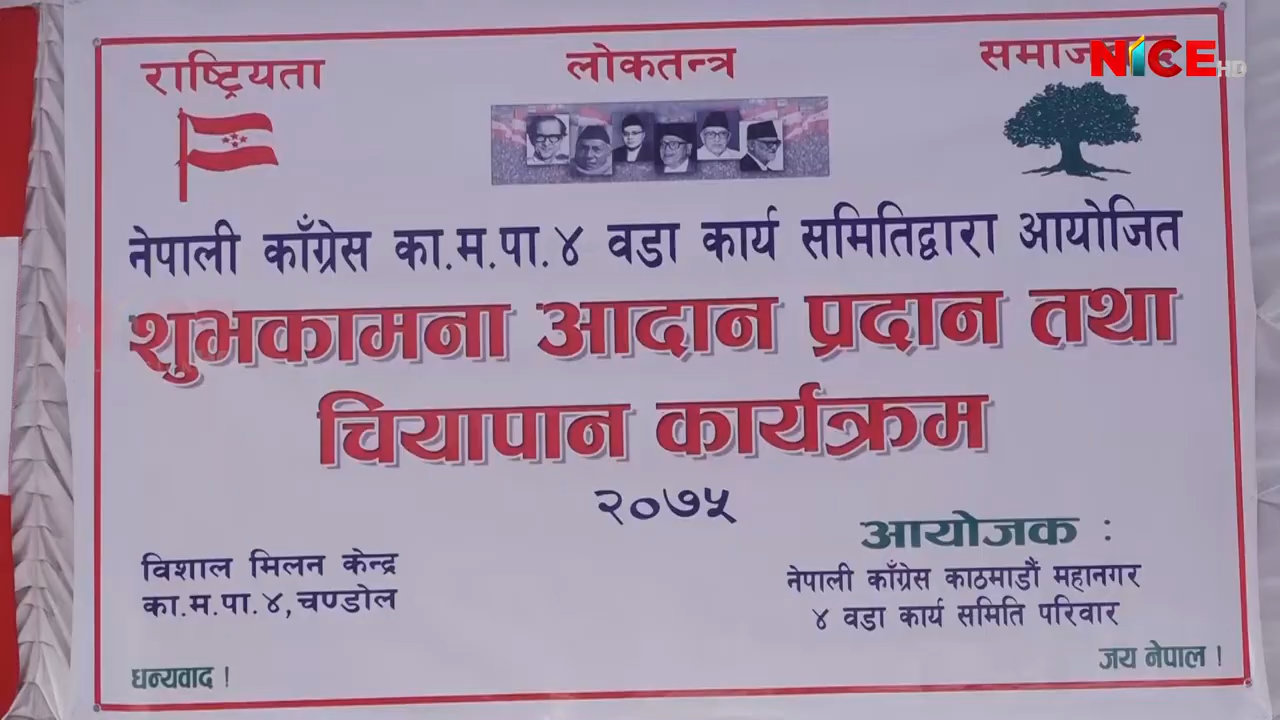 राष्ट्रियता लोकतन्त्र
NICE HD
नेपाली काँग्रेस का.म.पा.४ वडा कार्य समितिद्वारा आयोजित
शुभकामना आदान प्रदान तथा
चियापान कार्यक्रम
२०७५
विशाल मिलन केन्द्र
का.म.पा.४,चण्डोल
आयोजक :
नेपाली काँग्रेस काठमाडौं महानगर
४ वडा कार्य समिति परिवार
धन्यवाद !
जय नेपाल !